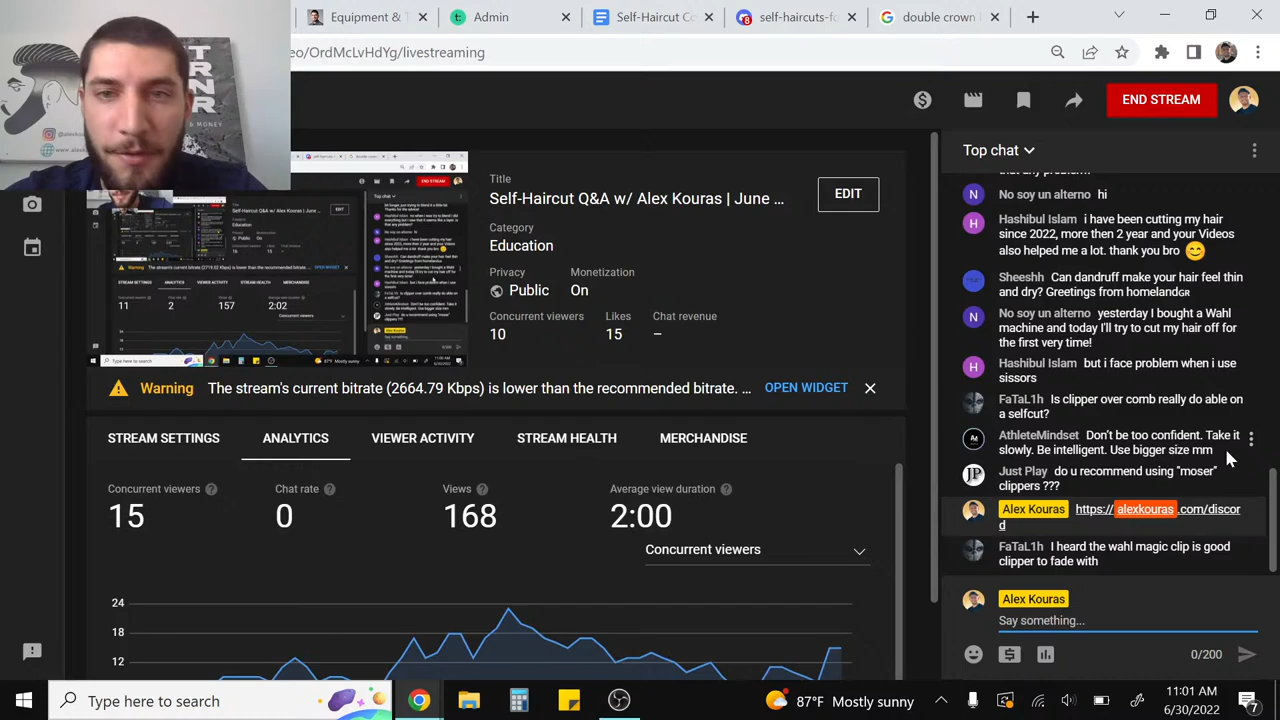 Equipment & T
Admin
Self-Haircut Co
self-haircuts-fo
double crown h
eo/OrdMcLvHdYg/livestreaming
TRNR
& MONEY
END STREAM
Top chat
Title
Self-Haircut Q&A w/ Alex Kouras | June ...
EDIT
Category
Education
Privacy
Monetization
Public
On
Concurrent viewers
Likes
Chat revenue
10
15
–
Warning
The stream's current bitrate (2664.79 Kbps) is lower than the recommended bitrate. ...
OPEN WIDGET
STREAM SETTINGS
ANALYTICS
VIEWER ACTIVITY
STREAM HEALTH
MERCHANDISE
Concurrent viewers
Chat rate
Views
Average view duration
15
0
168
2:00
Concurrent viewers
24
18
12
that any problem?
No soy un alterno hi
Hashibul Islam I have been cutting my hair
since 2022, more than 2 year and your Videos
also helped me a lot. thank you bro
Sheeshh Can dandruff make your hair feel thin
and dry? Greetings from homelandue
No soy un alterno yesterday I bought a Wahl
machine and today I'll try to cut my hair off for
the first very time!
Hashibul Islam but i face problem when i use
sissors
FaTaL1h Is clipper over comb really do able on
a selfcut?
AthleteMindset Don't be too confident. Take it
slowly. Be intelligent. Use bigger size mm
Just Play do u recommend using "moser"
clippers ???
Alex Kouras https://alexkouras.com/discor
d
FaTaL1h I heard the wahl magic clip is good
clipper to fade with
Alex Kouras
Say something...
0/200
Type here to search
87°F Mostly sunny
11:01 AM
6/30/2022
7